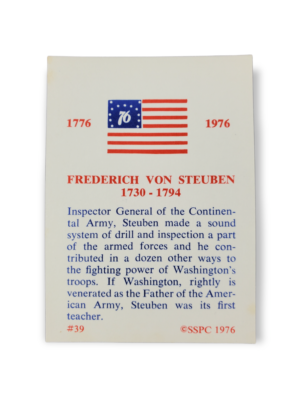 76
1776 1976
FREDERICH VON STEUBEN
1730 - 1794
Inspector General of the Continen-
tal Army, Steuben made a sound
system of drill and inspection a part
of the armed forces and he con-
tributed in a dozen other ways to
the fighting power of Washington's
troops. If Washington, rightly is
venerated as the Father of the Amer-
ican Army, Steuben was its first
teacher.
#39 ©SSPC 1976